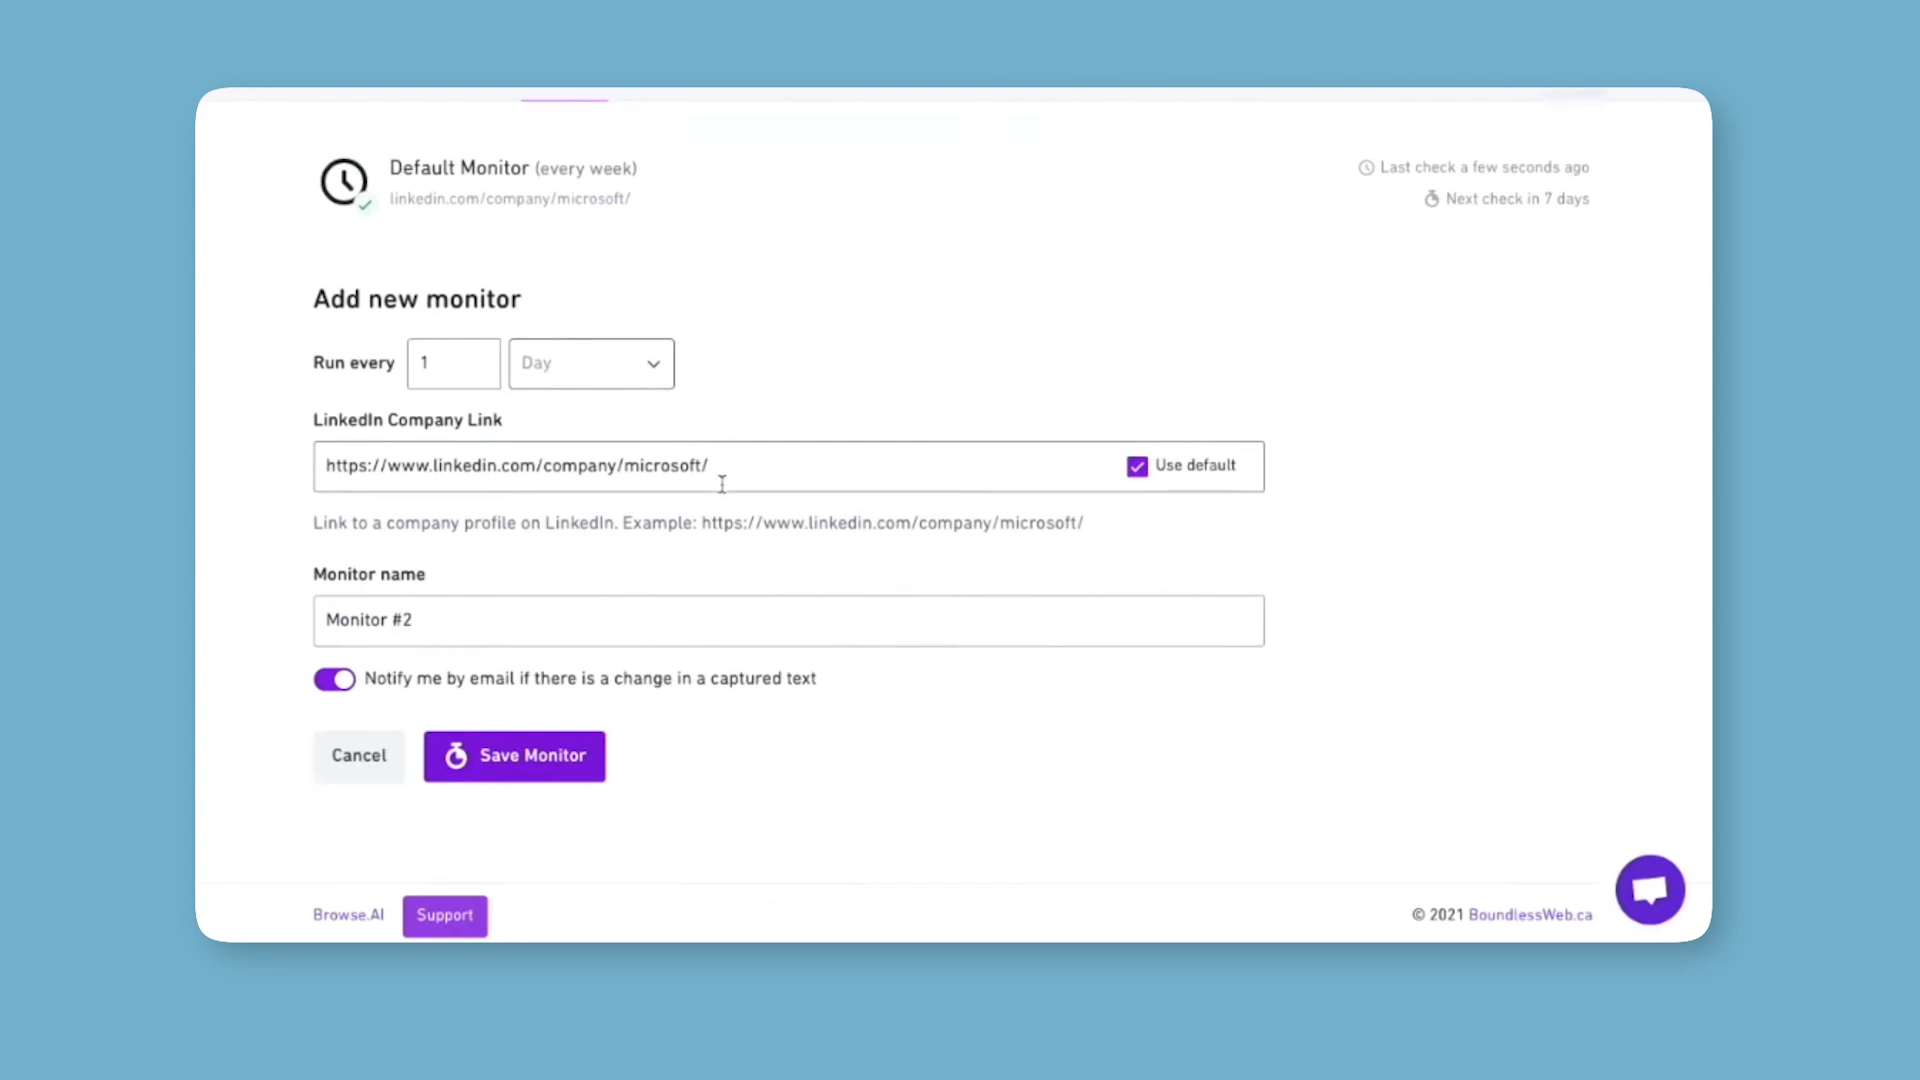 Default Monitor (every week)
Last check a few seconds ago
linkedin.com/company/microsoft/
Next check in 7 days
Add new monitor
Run every 1 Day
LinkedIn Company Link
https://www.linkedin.com/company/microsoft/ Use default
Link to a company profile on LinkedIn. Example: https://www.linkedin.com/company/microsoft/
Monitor name
Monitor #2
Notify me by email if there is a change in a captured text
Cancel Save Monitor
Browse.AI Support © 2021 BoundlessWeb.ca